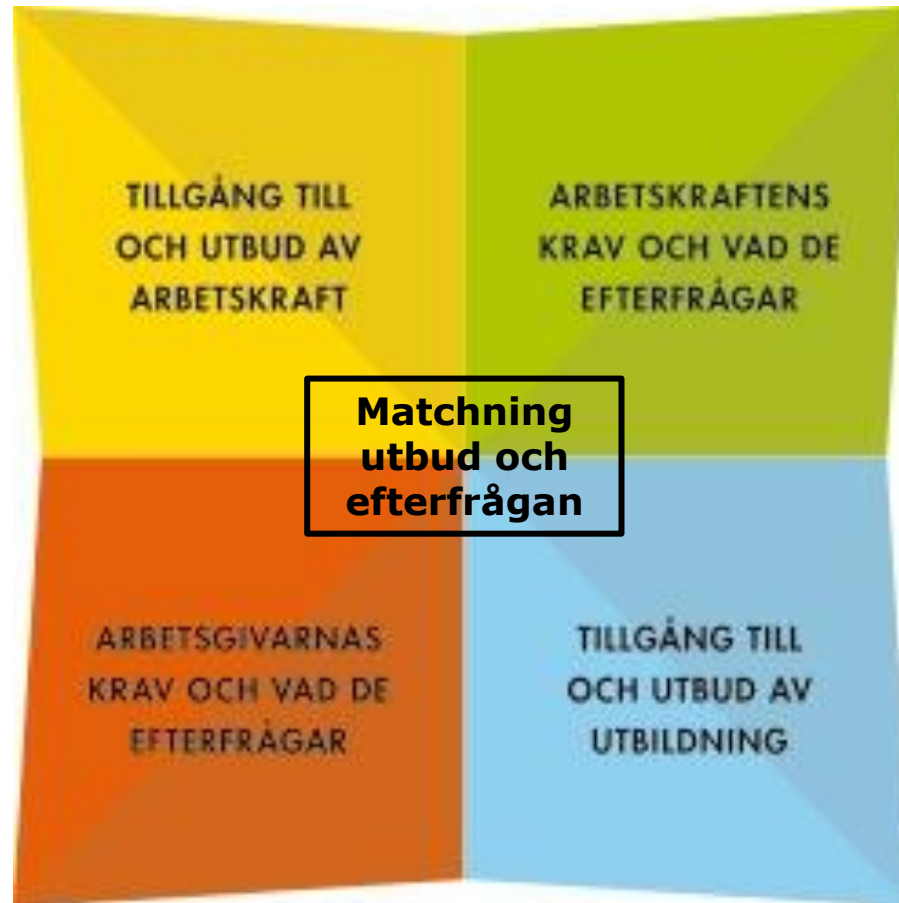 TILLGÅNG TILL
OCH UTBUD AV
ARBETSKRAFT
ARBETSKRAFTENS
KRAV OCH VAD DE
EFTERFRÅGAR
Matchning
utbud och
efterfrågan
ARBETSGIVARNAS
KRAV OCH VAD DE
EFTERFRÅGAR
TILLGÅNG TILL
OCH UTBUD AV
UTBILDNING